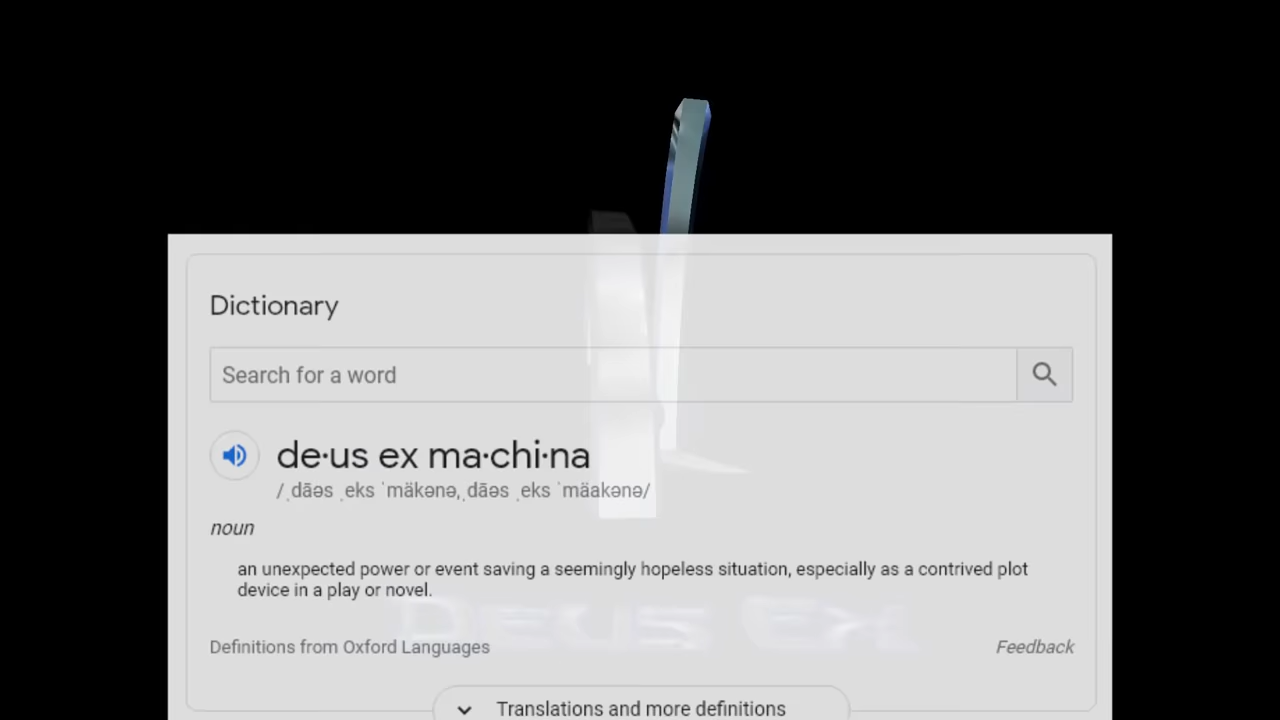 Dictionary
Search for a word
de·us ex ma·chi·na
/ˌdāəs ˌeks ˈmäkənə,ˌdāəs ˌeks ˈmäakənə/
noun
an unexpected power or event saving a seemingly hopeless situation, especially as a contrived plot
device in a play or novel.
Deus Ex
Definitions from Oxford Languages
Feedback
Translations and more definitions